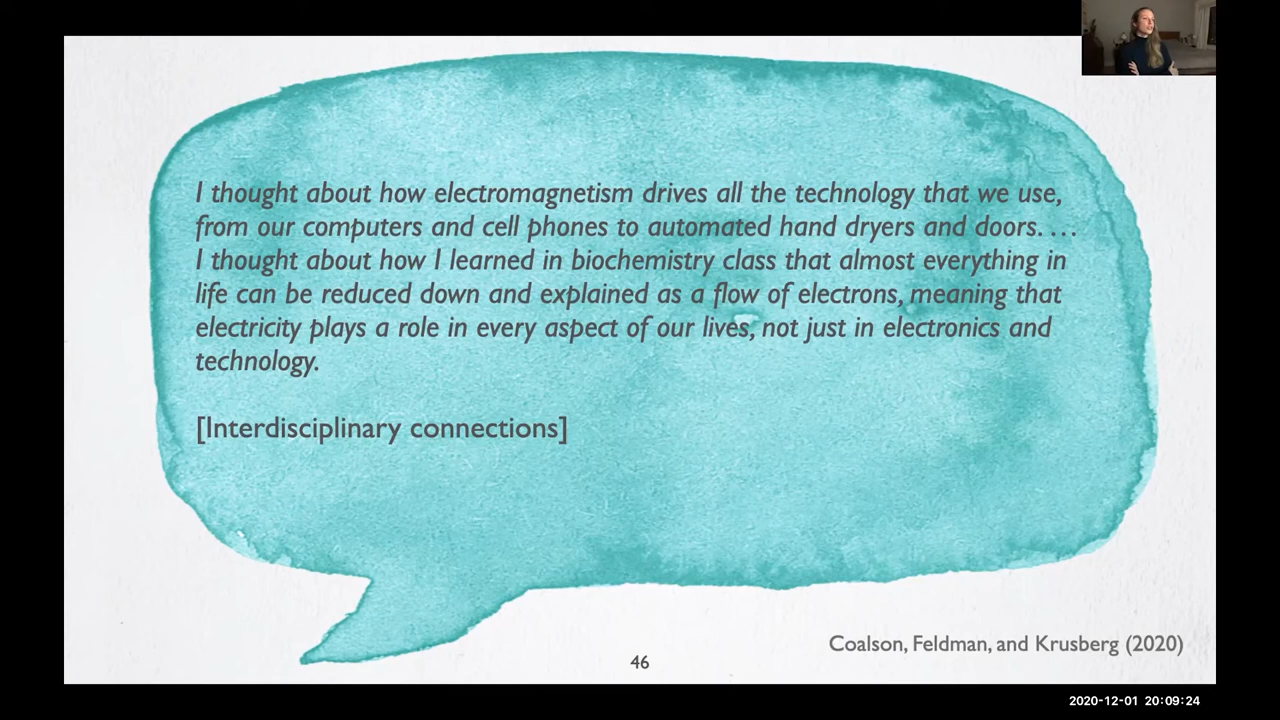 I thought about how electromagnetism drives all the technology that we use,
from our computers and cell phones to automated hand dryers and doors. . . .
I thought about how I learned in biochemistry class that almost everything in
life can be reduced down and explained as a flow of electrons, meaning that
electricity plays a role in every aspect of our lives, not just in electronics and
technology.
[Interdisciplinary connections]
Coalson, Feldman, and Krusberg (2020)
46
2020-12-01 20:09:24